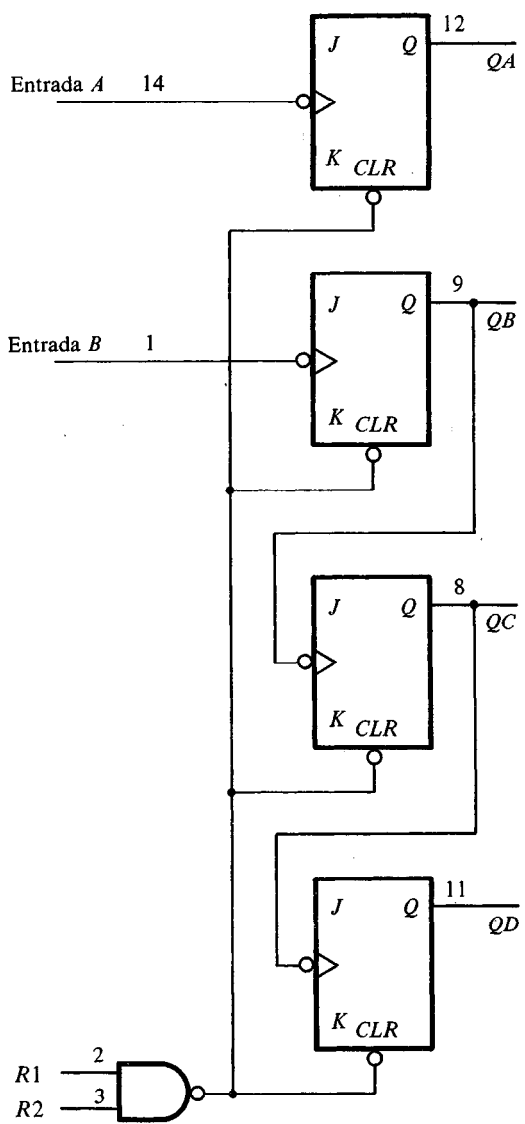 12
J Q
QA
Entrada A 14
K CLR
9
J Q
QB
Entrada B 1
K CLR
8
J Q
QC
K CLR
11
J Q
QD
K CLR
2
R1
3
R2